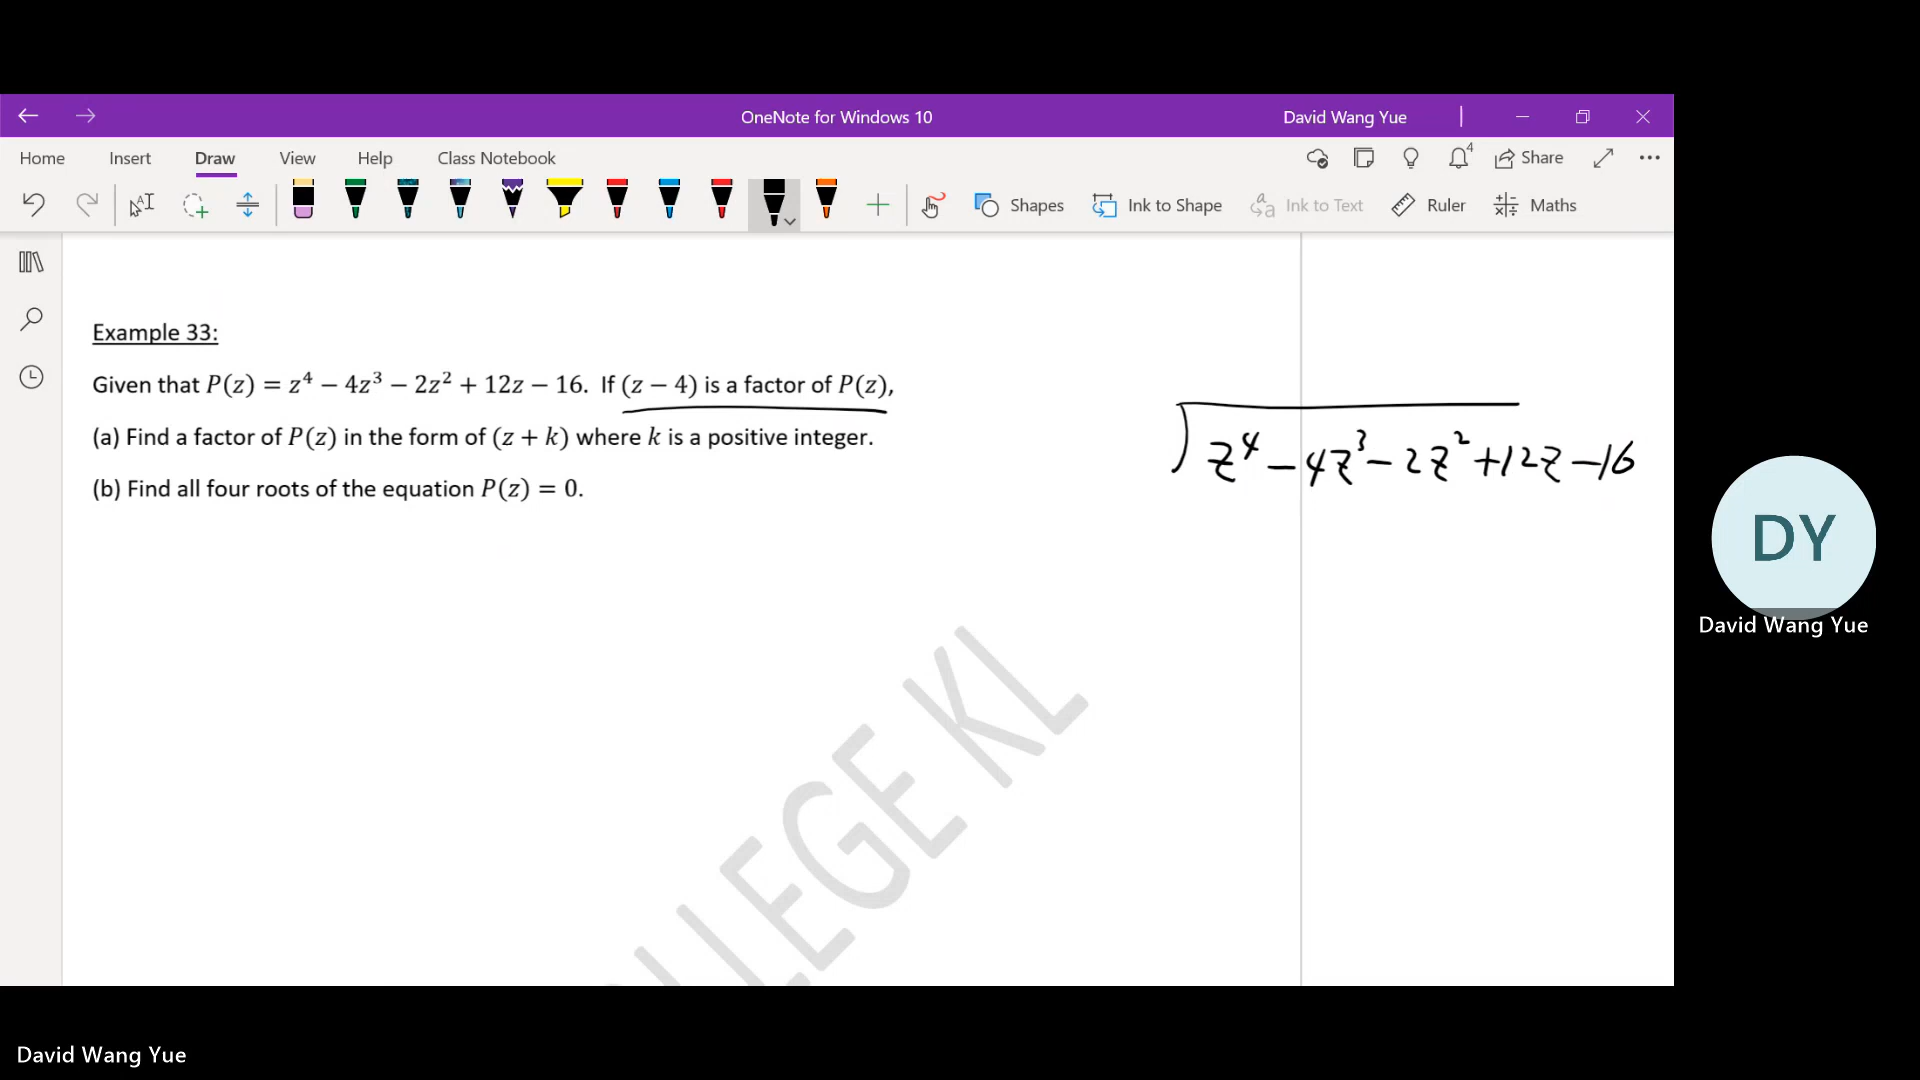 OneNote for Windows 10
David Wang Yue
Home Insert Draw View Help Class Notebook
4
Share
Shapes Ink to Shape Ink to Text Ruler Maths
Example 33:
Given that P(z) = z⁴ − 4z³ − 2z² + 12z − 16. If (z − 4) is a factor of P(z),
(a) Find a factor of P(z) in the form of (z + k) where k is a positive integer.
(b) Find all four roots of the equation P(z) = 0.
z⁴ − 4z³ − 2z² + 12z − 16
LLEGE KL
DY
David Wang Yue
David Wang Yue